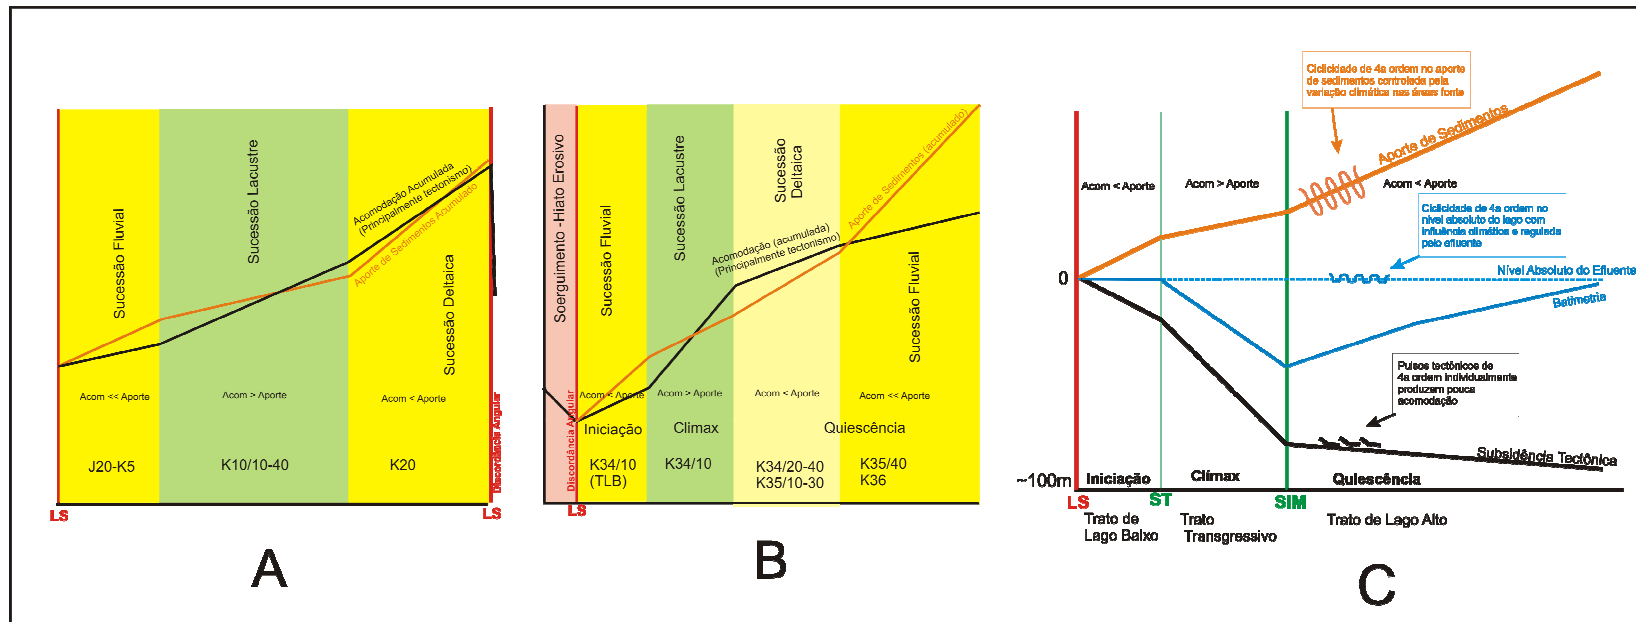 Sucessão Fluvial
Sucessão Lacustre
Acomodação Acumulada
(Principalmente tectonismo)
Aporte de Sedimentos Acumulado
Sucessão Deltaica
Acom << Aporte
Acom > Aporte
Acom < Aporte
J20-K5
K10/10-40
K20
Discordância Angular
LS
LS
A
Soerguimento -Hiato Erosivo
Sucessão Fluvial
Sucessão Lacustre
Sucessão
Deltaica
Acomodação (acumulada)
(Principalmente tectonismo)
Aporte de Sedimentos (acumulado)
Sucessão Fluvial
Discordância Angular
Acom < Aporte
Acom > Aporte
Acom < Aporte
Acom << Aporte
Iniciação
Climax
Quiescência
K34/10
(TLB)
K34/10
K34/20-40
K35/10-30
K35/40
K36
LS
B
Ciclicidade de 4a ordem no aporte
de sedimentos controlada pela
variação climática nas áreas fonte
Aporte de Sedimentos
Acom < Aporte
Acom > Aporte
Acom < Aporte
Ciclicidade de 4a ordem no
nível absoluto do lago com
influência climática e regulada
pelo efluente
0
Nível Absoluto do Efluente
Batimetria
Pulsos tectônicos de
4a ordem individualmente
produzem pouca
acomodação
Subsidência Tectônica
~100m
Iniciação
Clímax
Quiescência
LS
ST
SIM
Trato de
Lago Baixo
Trato
Transgressivo
Trato de Lago Alto
C